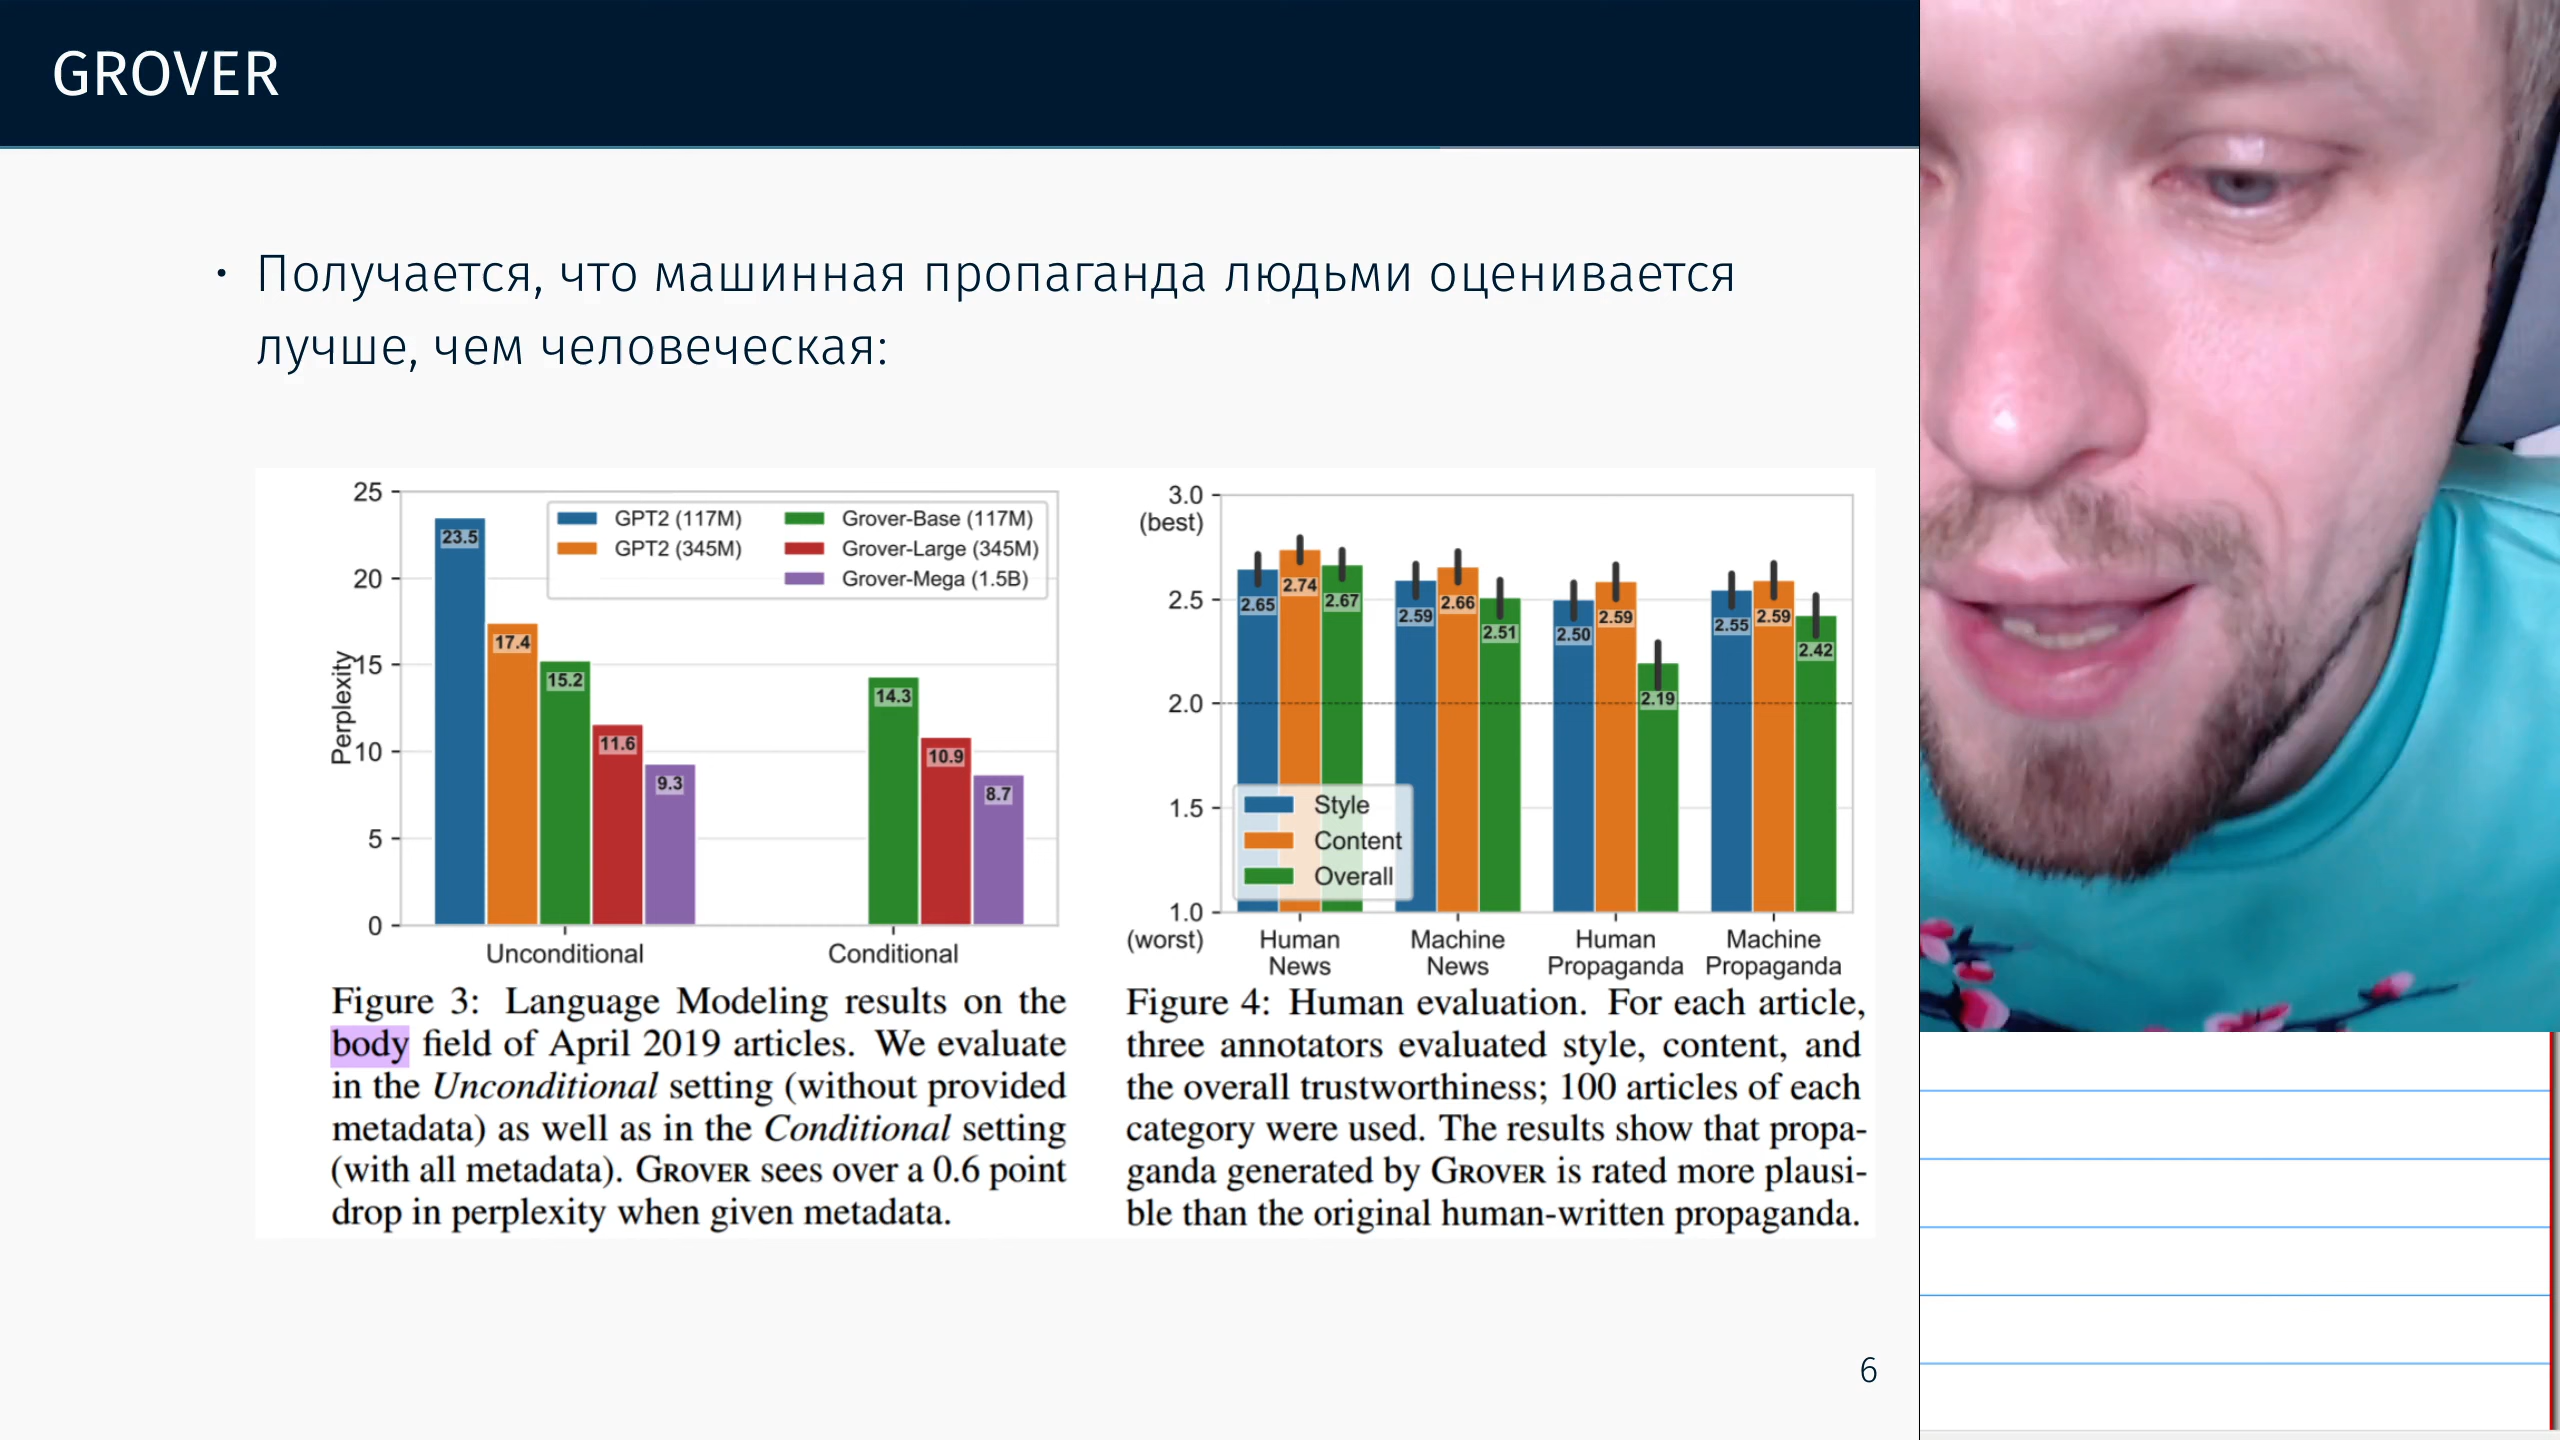 GROVER
• Получается, что машинная пропаганда людьми оценивается
лучше, чем человеческая:
25
20
15
10
5
0
Perplexity
GPT2 (117M)
GPT2 (345M)
Grover-Base (117M)
Grover-Large (345M)
Grover-Mega (1.5B)
23.5
17.4
15.2
11.6
9.3
14.3
10.9
8.7
Unconditional
Conditional
Figure 3: Language Modeling results on the
body field of April 2019 articles. We evaluate
in the Unconditional setting (without provided
metadata) as well as in the Conditional setting
(with all metadata). GROVER sees over a 0.6 point
drop in perplexity when given metadata.
3.0
(best)
2.5
2.0
1.5
1.0
(worst)
2.65
2.74
2.67
2.59
2.66
2.51
2.50
2.59
2.19
2.55
2.59
2.42
Style
Content
Overall
Human
News
Machine
News
Human
Propaganda
Machine
Propaganda
Figure 4: Human evaluation. For each article,
three annotators evaluated style, content, and
the overall trustworthiness; 100 articles of each
category were used. The results show that propa-
ganda generated by GROVER is rated more plausi-
ble than the original human-written propaganda.
6